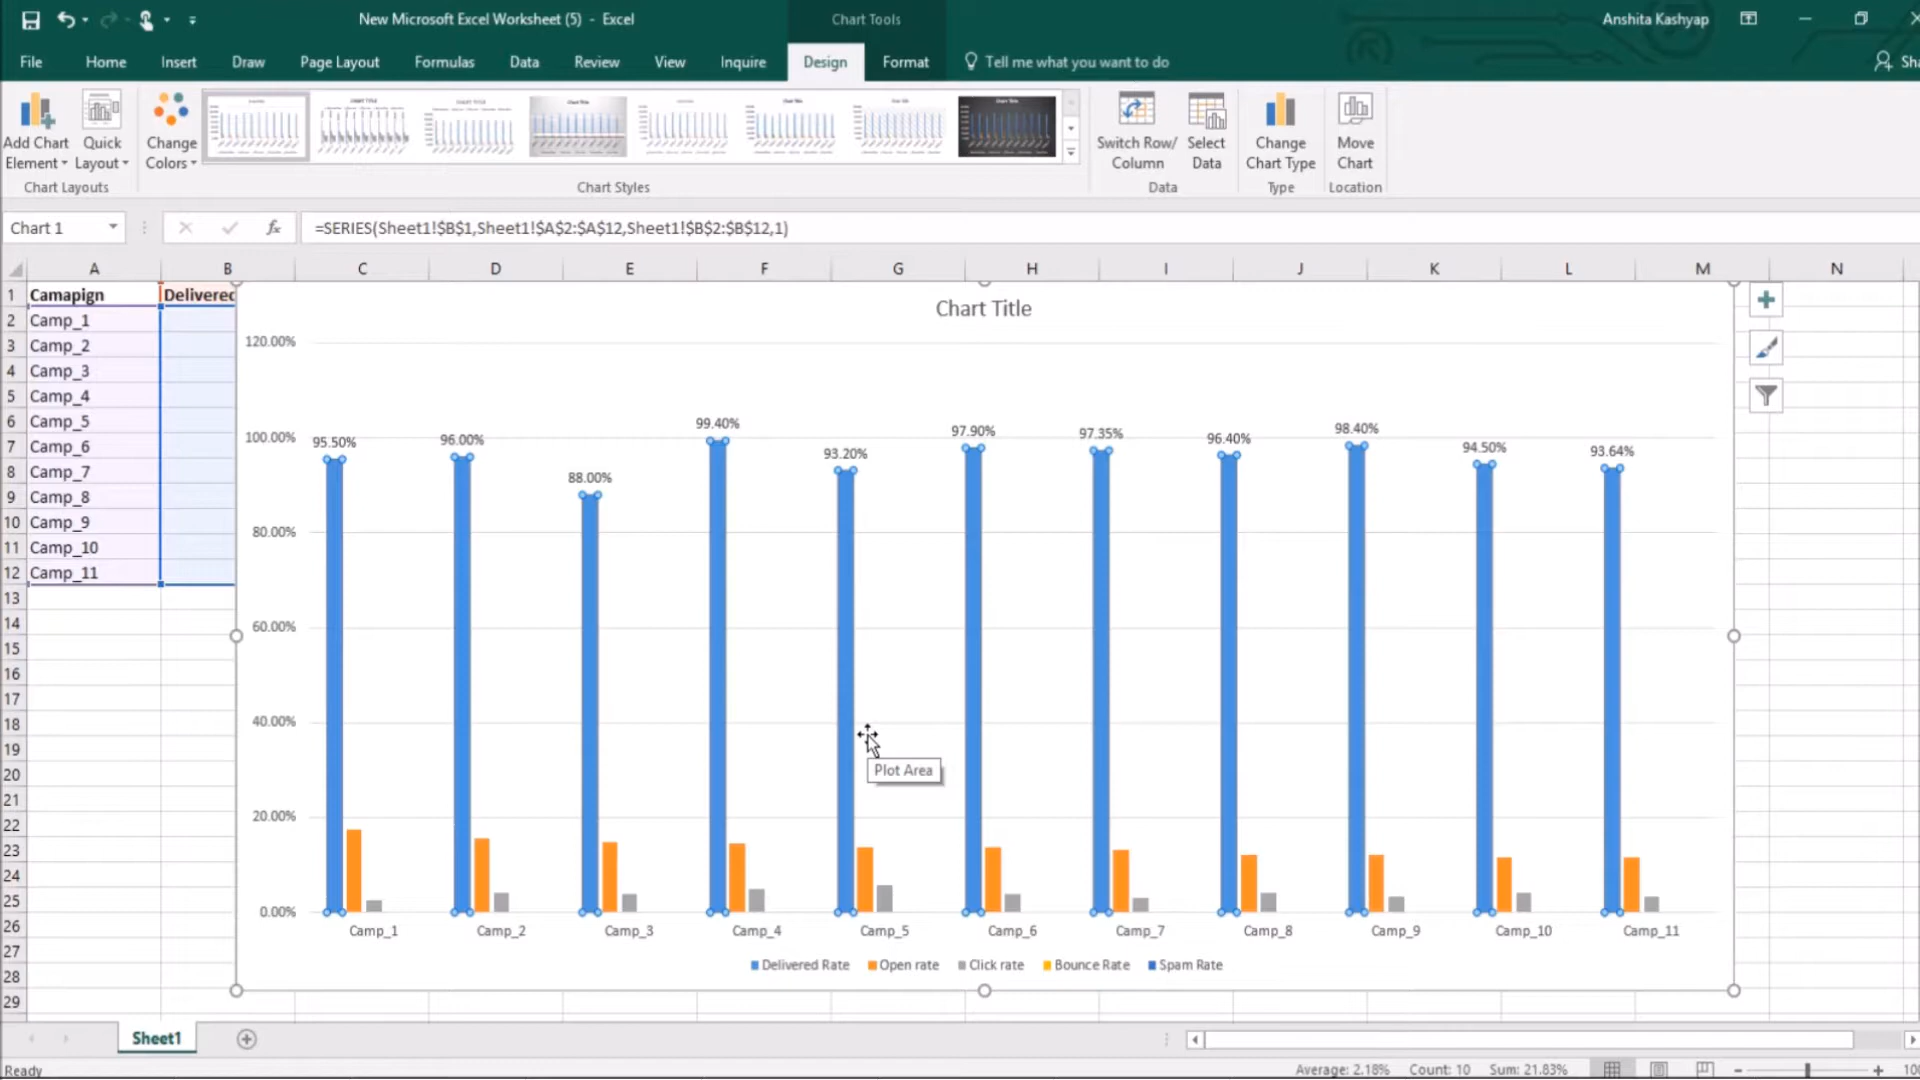 New Microsoft Excel Worksheet (5) - Excel
Chart Tools
Anshita Kashyap
File Home Insert Draw Page Layout Formulas Data Review View Inquire Design Format Tell me what you want to do
Add Chart Element Quick Layout Change Colors Switch Row/ Column Select Data Change Chart Type Move Chart
Chart Layouts Chart Styles Data Type Location
Chart 1 fx =SERIES(Sheet1!$B$1,Sheet1!$A$2:$A$12,Sheet1!$B$2:$B$12,1)
A B C D E F G H I J K L M N
1 Camapign Delivered
2 Camp_1
3 Camp_2
4 Camp_3
5 Camp_4
6 Camp_5
7 Camp_6
8 Camp_7
9 Camp_8
10 Camp_9
11 Camp_10
12 Camp_11
13
14
15
16
17
18
19
20
21
22
23
24
25
26
27
28
29
Chart Title
120.00%
100.00%
80.00%
60.00%
40.00%
20.00%
0.00%
95.50% 96.00% 88.00% 99.40% 93.20% 97.90% 97.35% 96.40% 98.40% 94.50% 93.64%
Plot Area
Camp_1 Camp_2 Camp_3 Camp_4 Camp_5 Camp_6 Camp_7 Camp_8 Camp_9 Camp_10 Camp_11
Delivered Rate Open rate Click rate Bounce Rate Spam Rate
Sheet1
Ready Average: 2.18% Count: 10 Sum: 21.83%